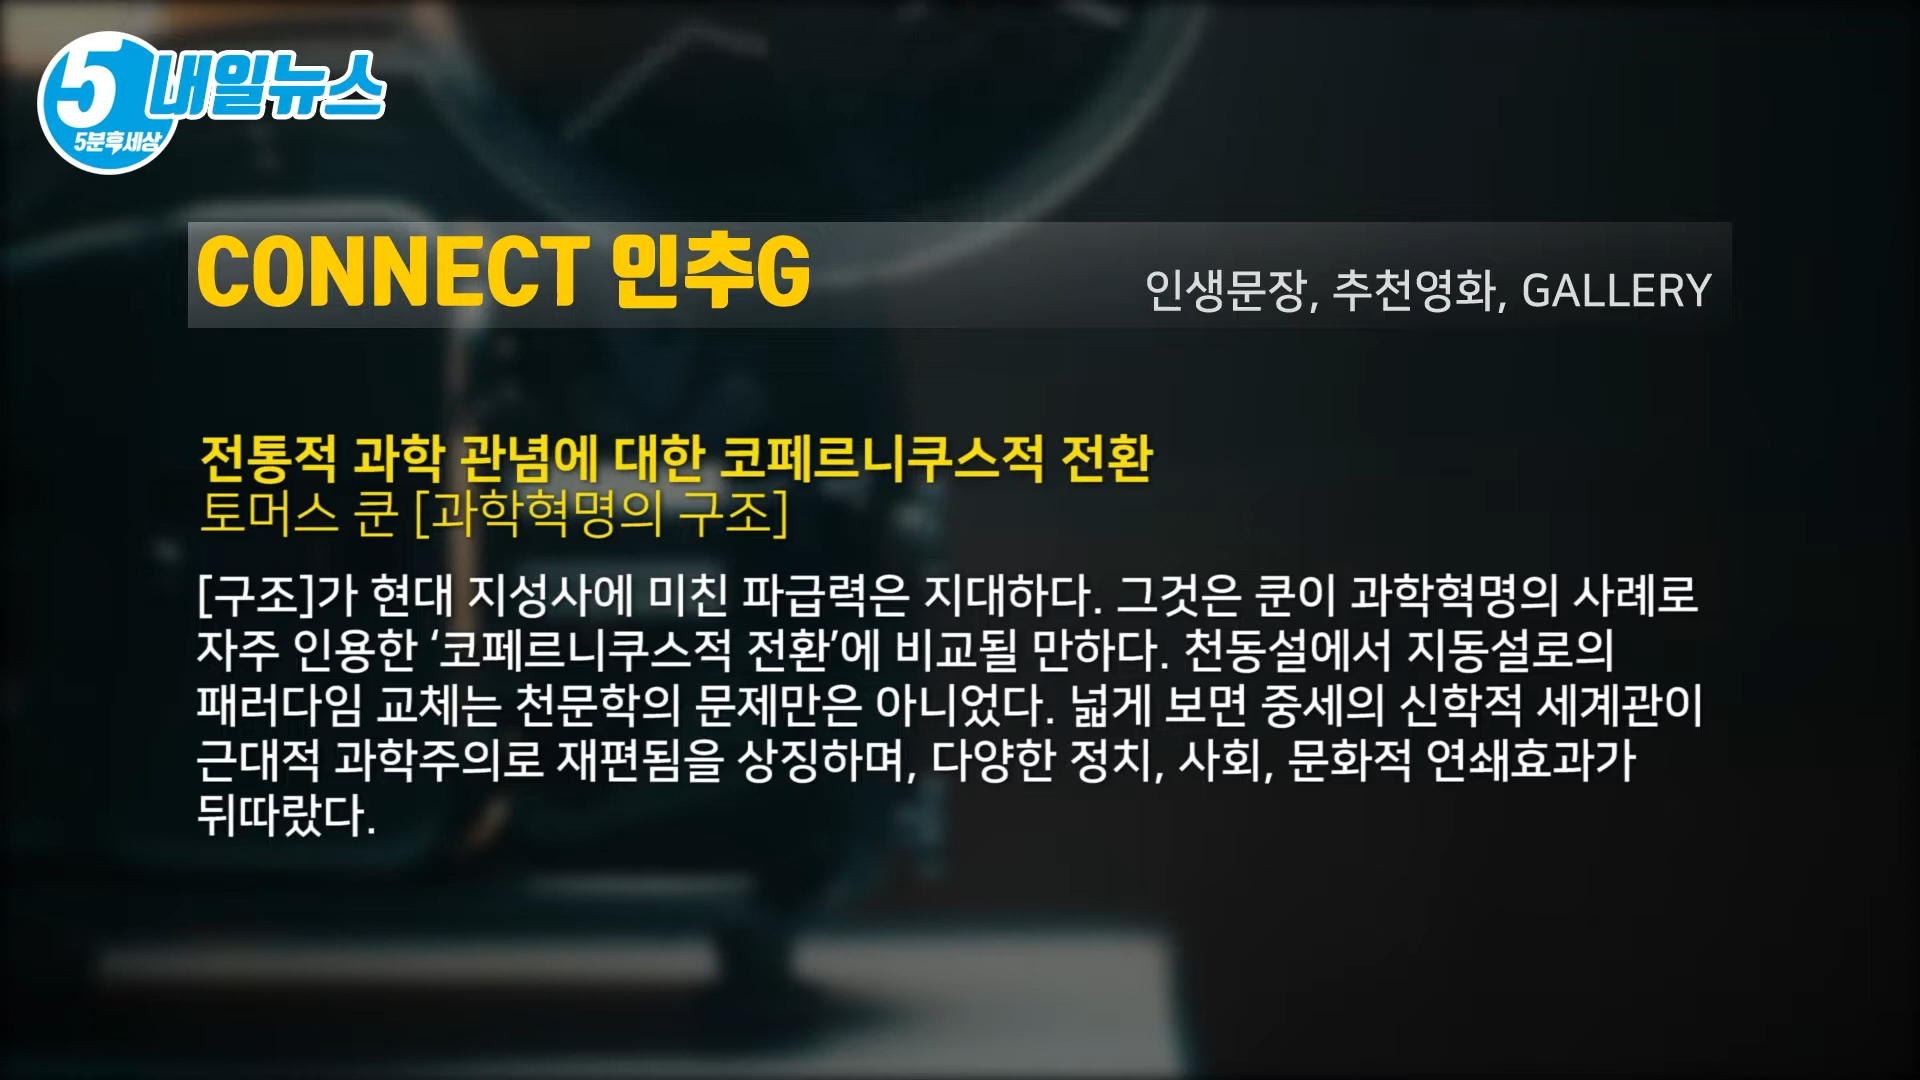 5 내일뉴스
5분후세상
CONNECT 인추G
인생문장, 추천영화, GALLERY
전통적 과학 관념에 대한 코페르니쿠스적 전환
토머스 쿤 [과학혁명의 구조]
[구조]가 현대 지성사에 미친 파급력은 지대하다. 그것은 쿤이 과학혁명의 사례로
자주 인용한 ‘코페르니쿠스적 전환’에 비교될 만하다. 천동설에서 지동설로의
패러다임 교체는 천문학의 문제만은 아니었다. 넓게 보면 중세의 신학적 세계관이
근대적 과학주의로 재편됨을 상징하며, 다양한 정치, 사회, 문화적 연쇄효과가
뒤따랐다.